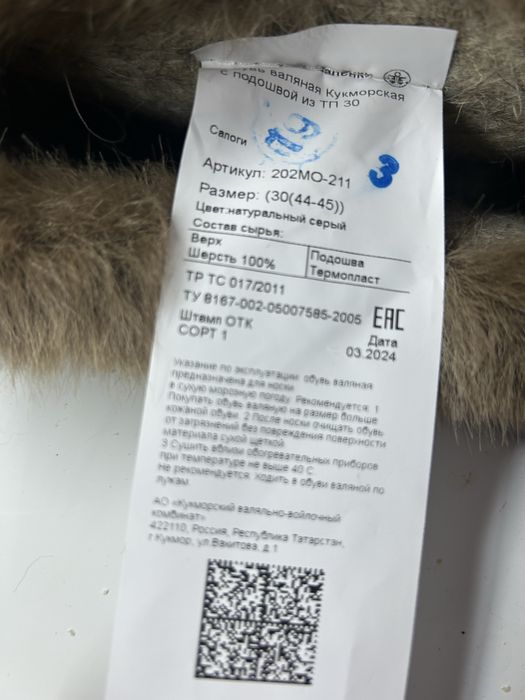 валяная Кукморская
с подошвой из ТП 30
Сапоги
3
Артикул: 202МО-211
Размер: (30(44-45))
Цвет:натуральный серый
Состав сырья:
Верх
Шерсть 100%
Подошва
Термопласт
ТР ТС 017/2011
ТУ 8167-002-05007585-2005
ЕАС
Штамп ОТК
СОРТ 1
Дата
03.2024
Указание по эксплуатации: обувь валяная
предназначена для носки
в сухую морозную погоду. Рекомендуется: 1
Покупать обувь валяную на размер больше
кожаной обуви. 2 После носки очищать обувь
от загрязнений без повреждения поверхности
материала сухой щеткой.
3 Сушить вблизи обогревательных приборов
при температуре не выше 40 С.
Не рекомендуется: ходить в обуви валяной по
лужам.
АО «Кукморский валяльно-войлочный
комбинат»
422110, Россия, Республика Татарстан,
г.Кукмор, ул.Вахитова, д.1